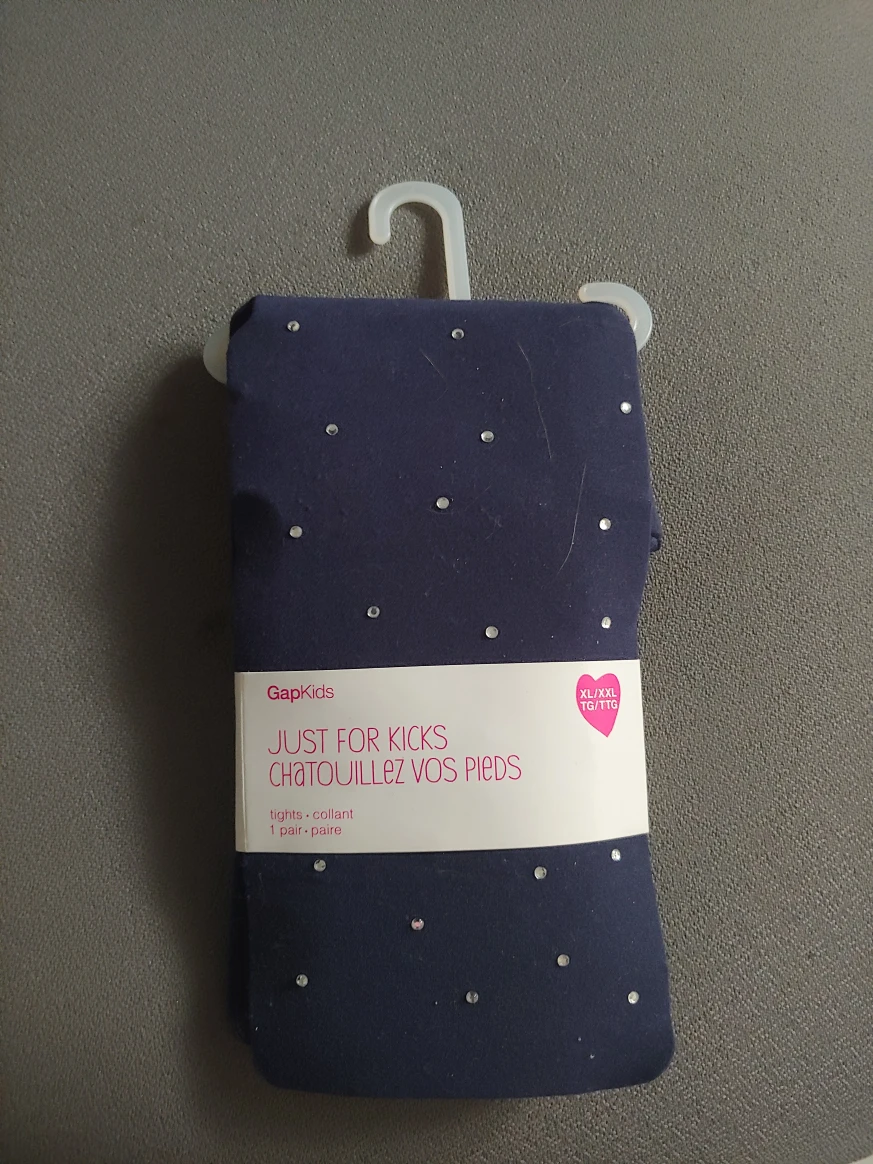 GapKids
XL/XXL
TG/TTG
JUST FOR KICKS
CHaTOUILLeZ VOS PIeDS
tights • collant
1 pair • paire